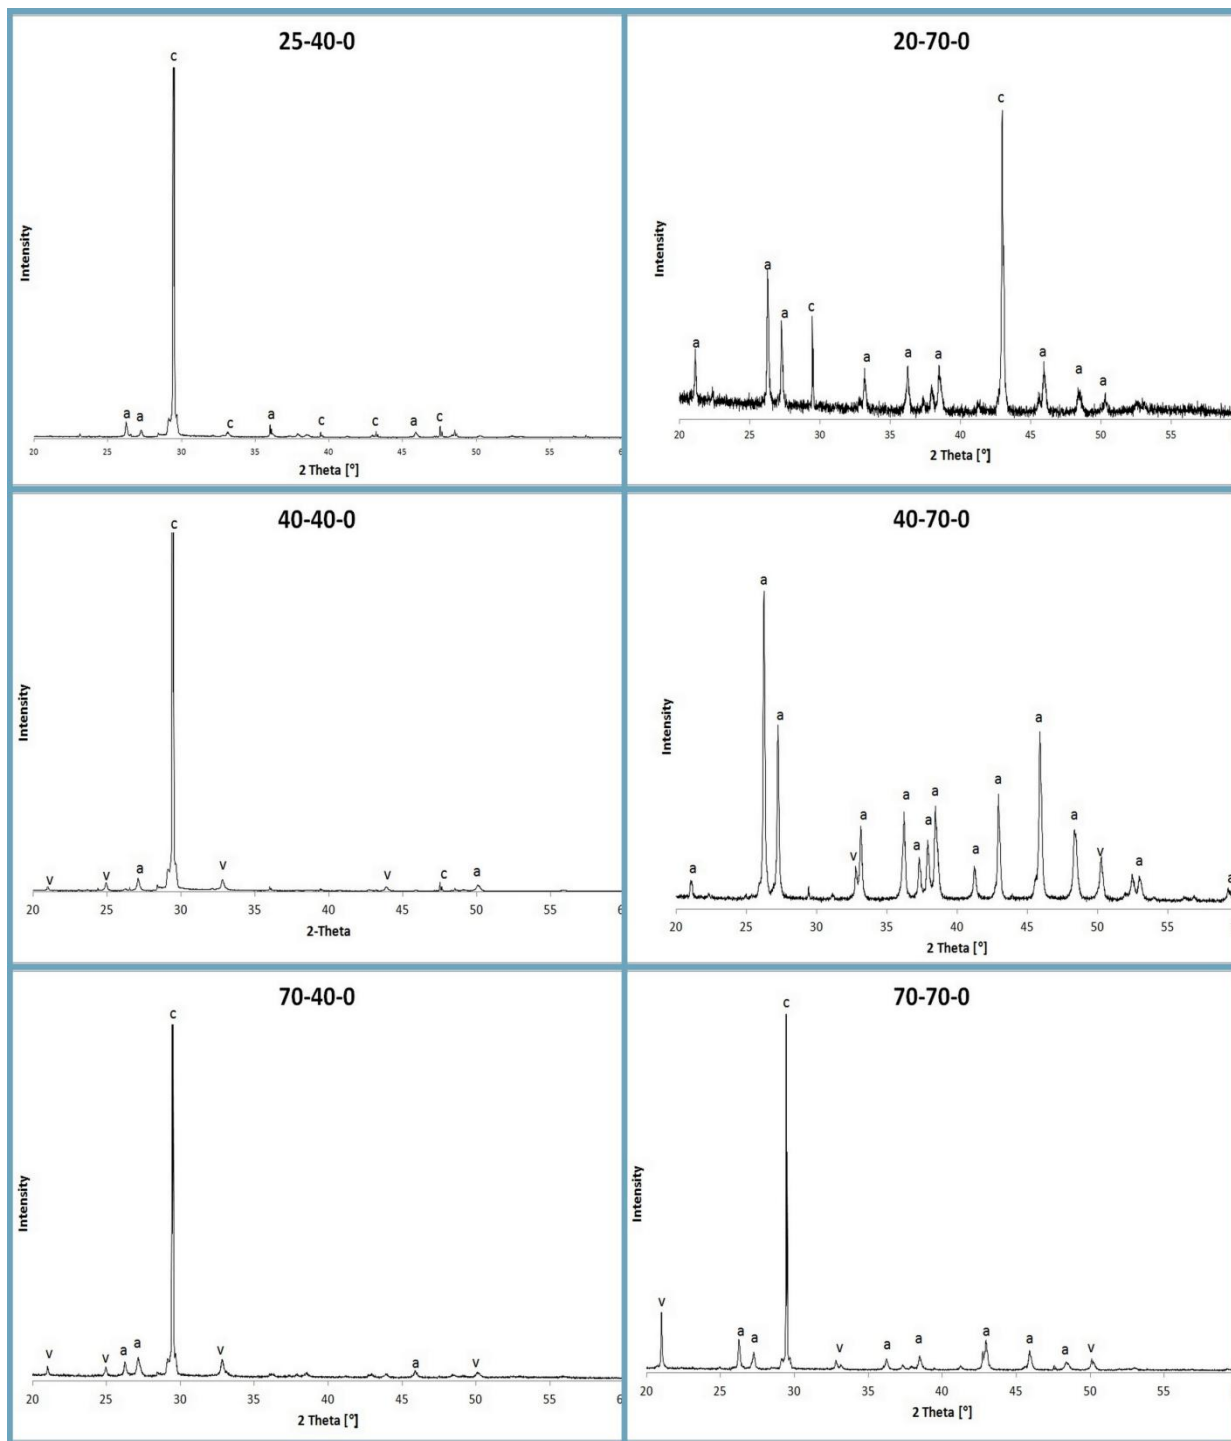 25-40-0
c
Intensity
a a c a c c a c
20 25 30 35 40 45 50 55
2 Theta [°]
20-70-0
c
a
a c
a a a a a a a
Intensity
20 25 30 35 40 45 50 55
2 Theta [°]
40-40-0
c
Intensity
v v a v v c a
20 25 30 35 40 45 50 55
2-Theta
40-70-0
a
a a
a a a a a
a a a v
v a a
a
Intensity
20 25 30 35 40 45 50 55
2 Theta [°]
70-40-0
c
Intensity
v v a a v a v
20 25 30 35 40 45 50 55
2 Theta [°]
70-70-0
c
Intensity
v
a a v a a a a a v
20 25 30 35 40 45 50 55
2 Theta [°]